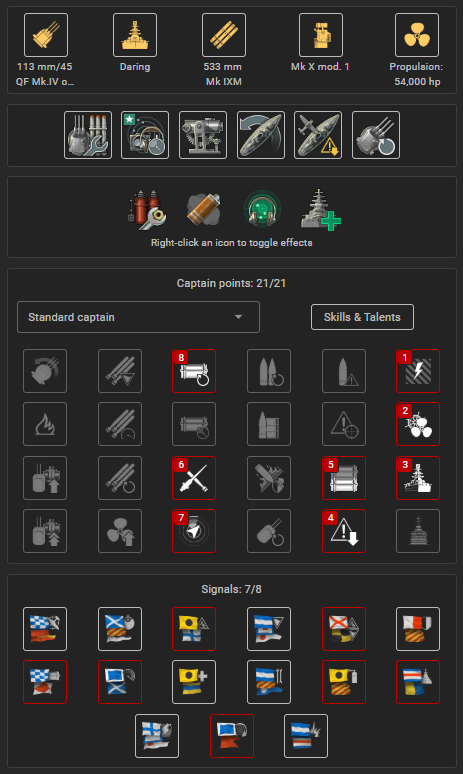 113 mm/45
QF Mk.IV o...
Daring
533 mm
Mk IXM
Mk X mod. 1
Propulsion:
54,000 hp
Right-click an icon to toggle effects
Captain points: 21/21
Standard captain
Skills & Talents
8
1
2
6
5
3
7
4
Signals: 7/8